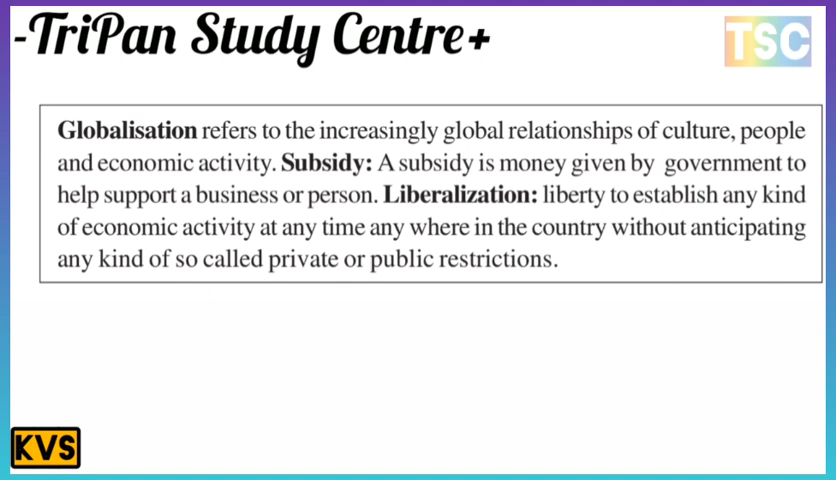 -TriPan Study Centre+
TSC
Globalisation refers to the increasingly global relationships of culture, people
and economic activity. Subsidy: A subsidy is money given by government to
help support a business or person. Liberalization: liberty to establish any kind
of economic activity at any time any where in the country without anticipating
any kind of so called private or public restrictions.
KVS